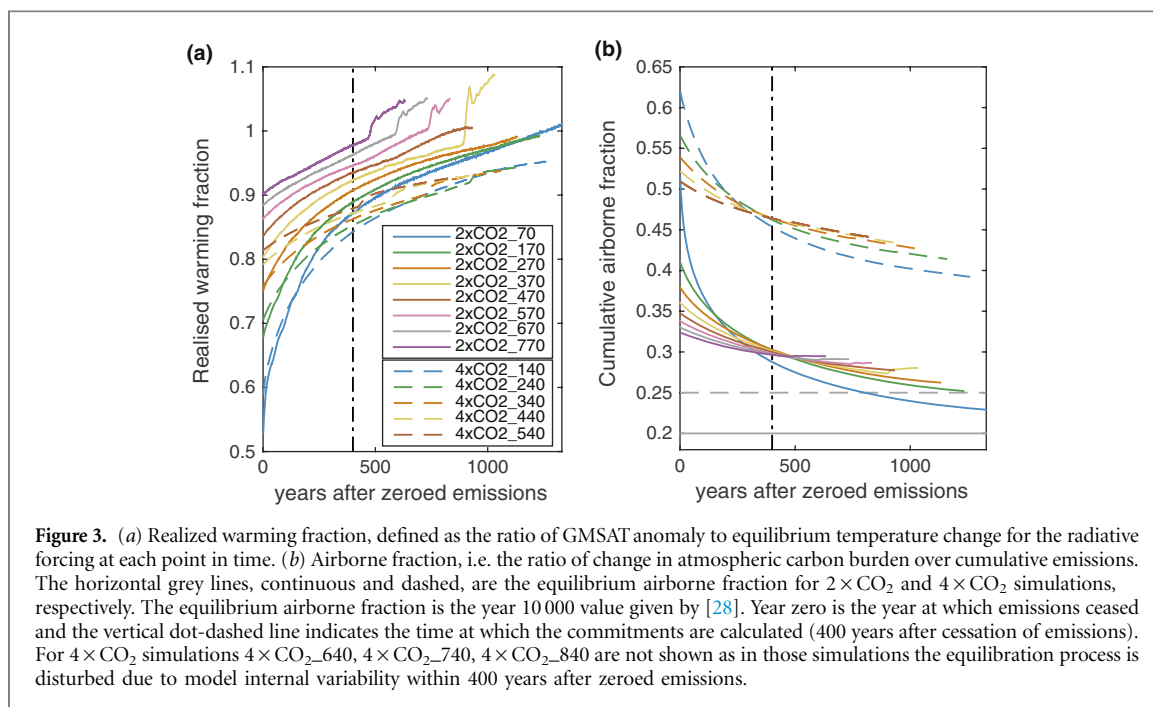 (a)
1.1
1
0.9
0.8
0.7
0.6
0.5
Realised warming fraction
0
500
1000
years after zeroed emissions
2xCO2_70
2xCO2_170
2xCO2_270
2xCO2_370
2xCO2_470
2xCO2_570
2xCO2_670
2xCO2_770
4xCO2_140
4xCO2_240
4xCO2_340
4xCO2_440
4xCO2_540
(b)
0.65
0.6
0.55
0.5
0.45
0.4
0.35
0.3
0.25
0.2
Cumulative airborne fraction
0
500
1000
years after zeroed emissions
Figure 3. (a) Realized warming fraction, defined as the ratio of GMSAT anomaly to equilibrium temperature change for the radiative
forcing at each point in time. (b) Airborne fraction, i.e. the ratio of change in atmospheric carbon burden over cumulative emissions.
The horizontal grey lines, continuous and dashed, are the equilibrium airborne fraction for 2 × CO₂ and 4 × CO₂ simulations,
respectively. The equilibrium airborne fraction is the year 10 000 value given by [28]. Year zero is the year at which emissions ceased
and the vertical dot-dashed line indicates the time at which the commitments are calculated (400 years after cessation of emissions).
For 4 × CO₂ simulations 4 × CO₂_640, 4 × CO₂_740, 4 × CO₂_840 are not shown as in those simulations the equilibration process is
disturbed due to model internal variability within 400 years after zeroed emissions.